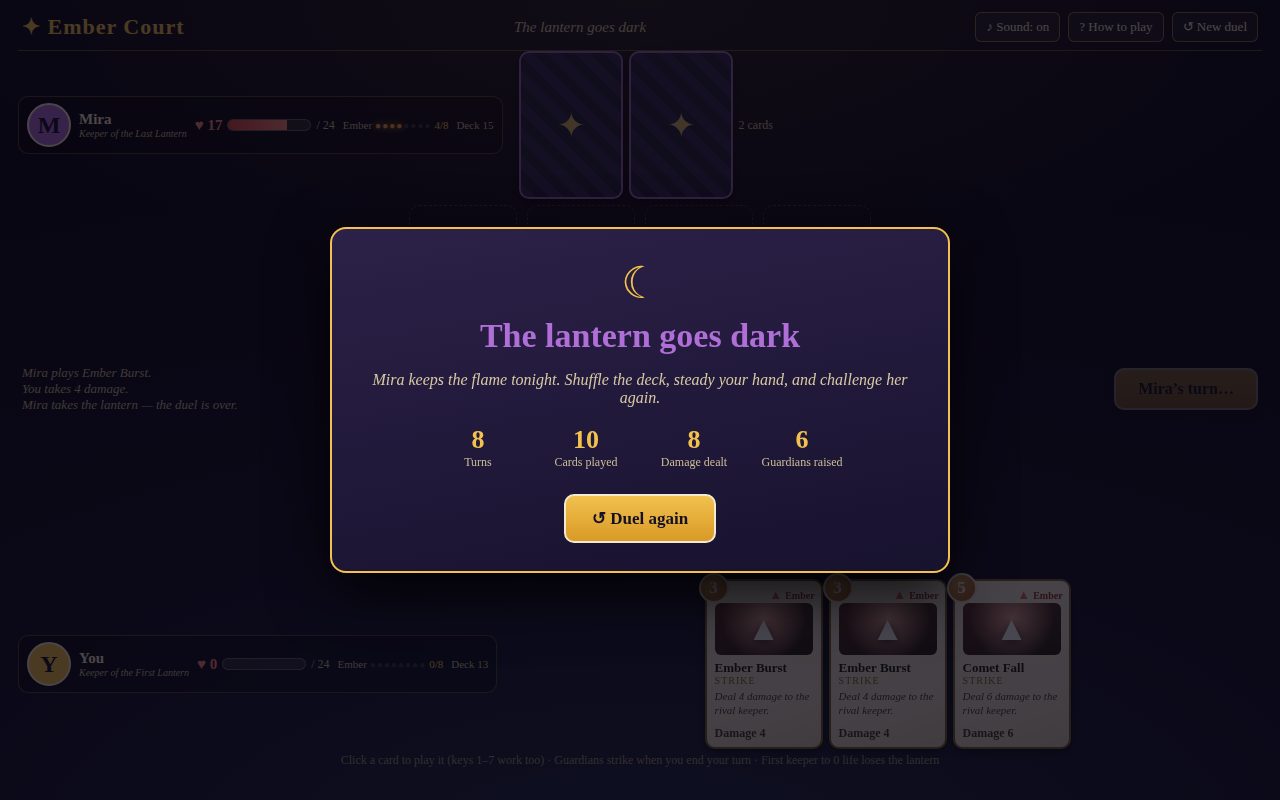 ✦ Ember Court
The lantern goes dark
♪ Sound: on
? How to play
↺ New duel
M
Mira
Keeper of the Last Lantern
♥ 17 / 24 Ember 4/8 Deck 15
2 cards
☾
The lantern goes dark
Mira keeps the flame tonight. Shuffle the deck, steady your hand, and challenge her
again.
8 10 8 6
Turns Cards played Damage dealt Guardians raised
↺ Duel again
Mira plays Ember Burst.
You takes 4 damage.
Mira takes the lantern — the duel is over.
Mira's turn…
Y
You
Keeper of the First Lantern
♥ 0 / 24 Ember 0/8 Deck 13
3
▲ Ember
Ember Burst
STRIKE
Deal 4 damage to the
rival keeper.
Damage 4
3
▲ Ember
Ember Burst
STRIKE
Deal 4 damage to the
rival keeper.
Damage 4
5
▲ Ember
Comet Fall
STRIKE
Deal 6 damage to the
rival keeper.
Damage 6
Click a card to play it (keys 1–7 work too) · Guardians strike when you end your turn · First keeper to 0 life loses the lantern